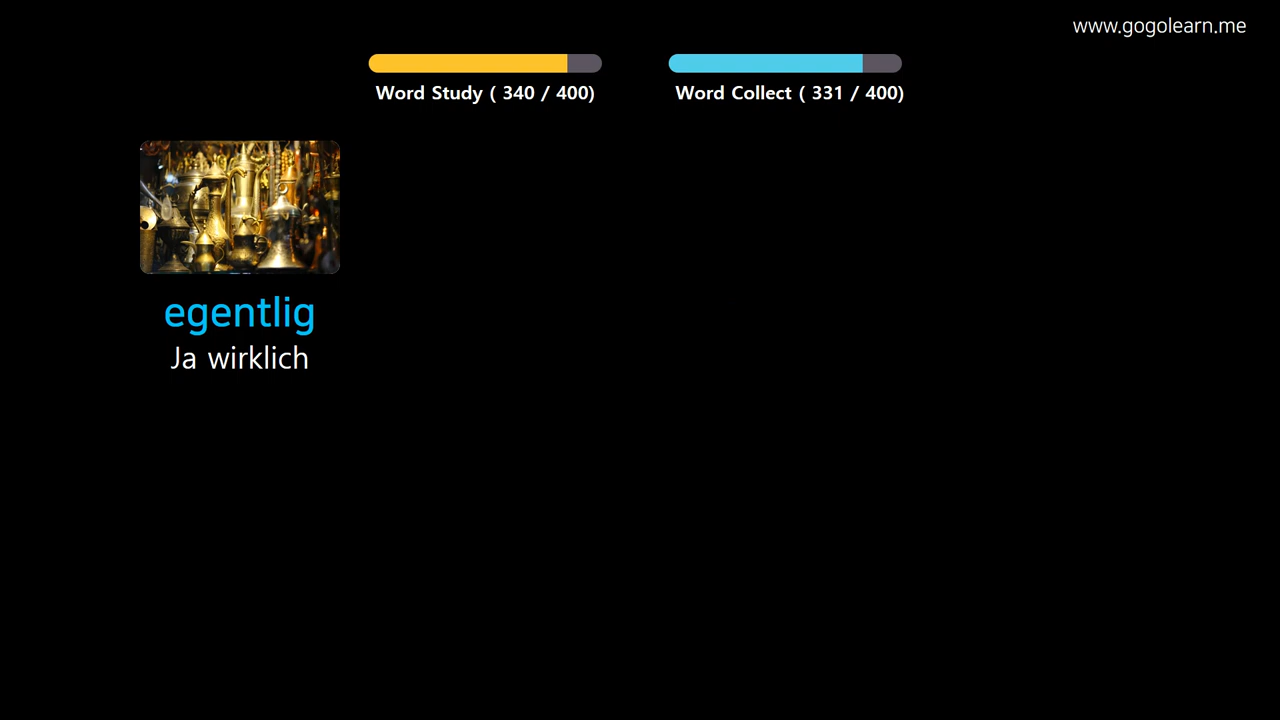 www.gogolearn.me
Word Study ( 340 / 400)
Word Collect ( 331 / 400)
egentlig
Ja wirklich